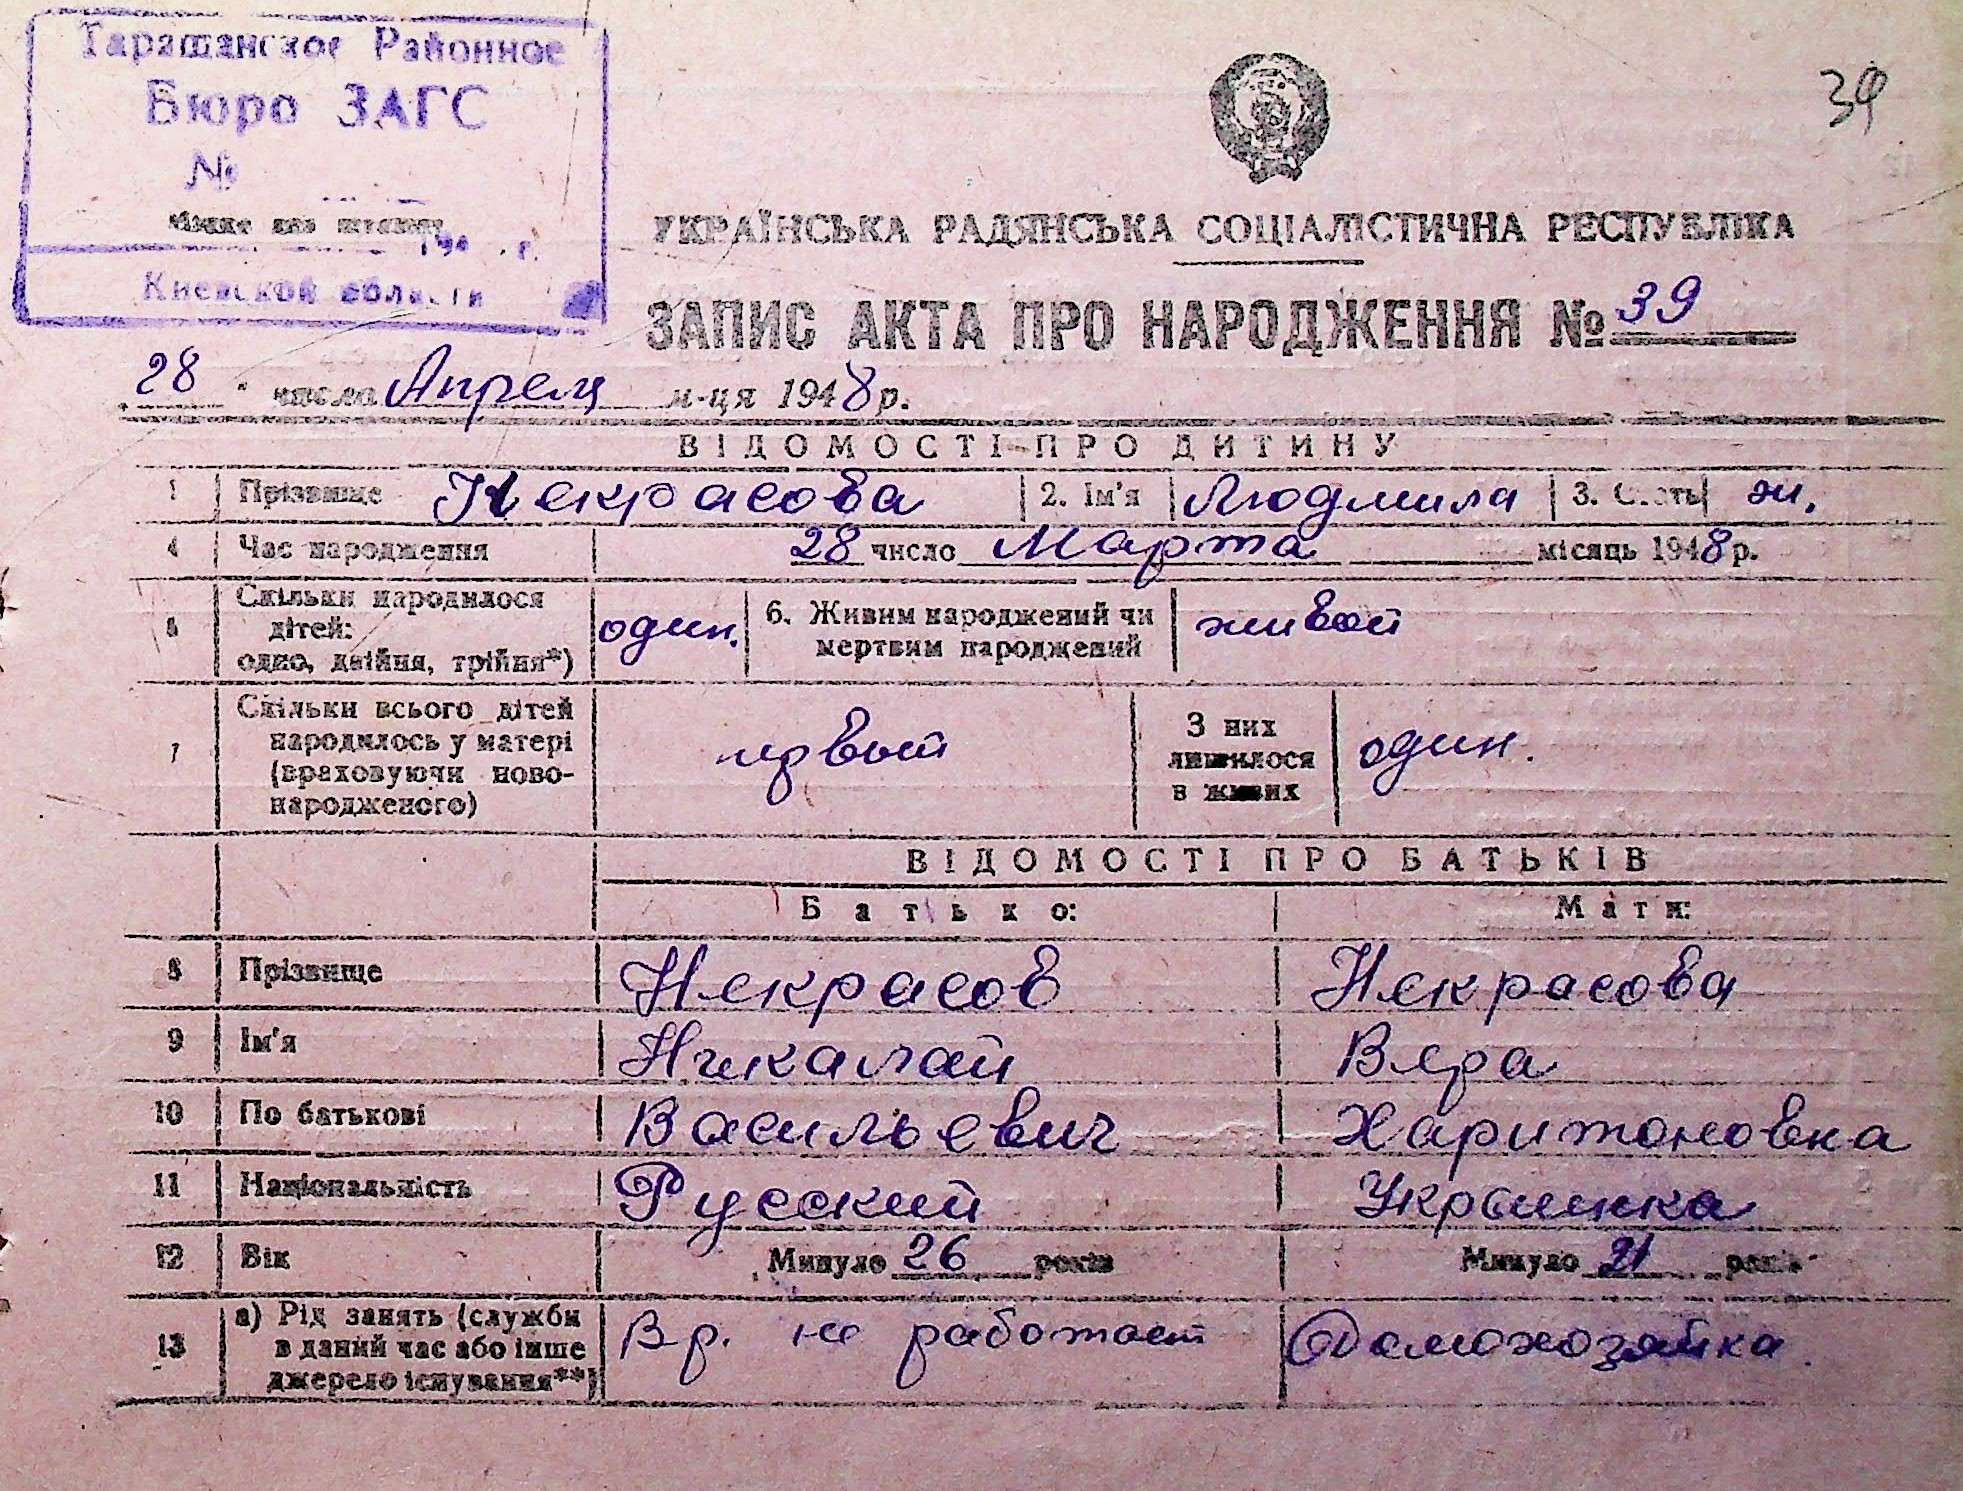 Таращанское Районное
Бюро ЗАГС
№
г.
Киевской области
39
УКРАЇНСЬКА РАДЯНСЬКА СОЦІАЛІСТИЧНА РЕСПУБЛІКА
ЗАПИС АКТА ПРО НАРОДЖЕННЯ № 39
28 числа Апреля м-ця 1948 р.
ВІДОМОСТІ ПРО ДИТИНУ
1 Прізвище Некрасова 2. Ім'я Людмила 3. Стать ж.
4 Час народження 28 число Марта місяць 1948 р.
5 Скільки народилося дітей: одно, двійня, трійня*) один. 6. Живим народжений чи мертвим народжений живой
7 Скільки всього дітей народилось у матері (враховуючи ново-народженого) первый З них лишилося в живих один.
ВІДОМОСТІ ПРО БАТЬКІВ
Батько: Мати:
8 Прізвище Некрасов Некрасова
9 Ім'я Николай Вера
10 По батькові Васильевич Харитоновна
11 Національність Русский Украинка
12 Вік Минуло 26 років Минуло 21 років
13 а) Рід занять (служби в даний час або інше джерело існування**) Вр. не работает Домохозяйка.